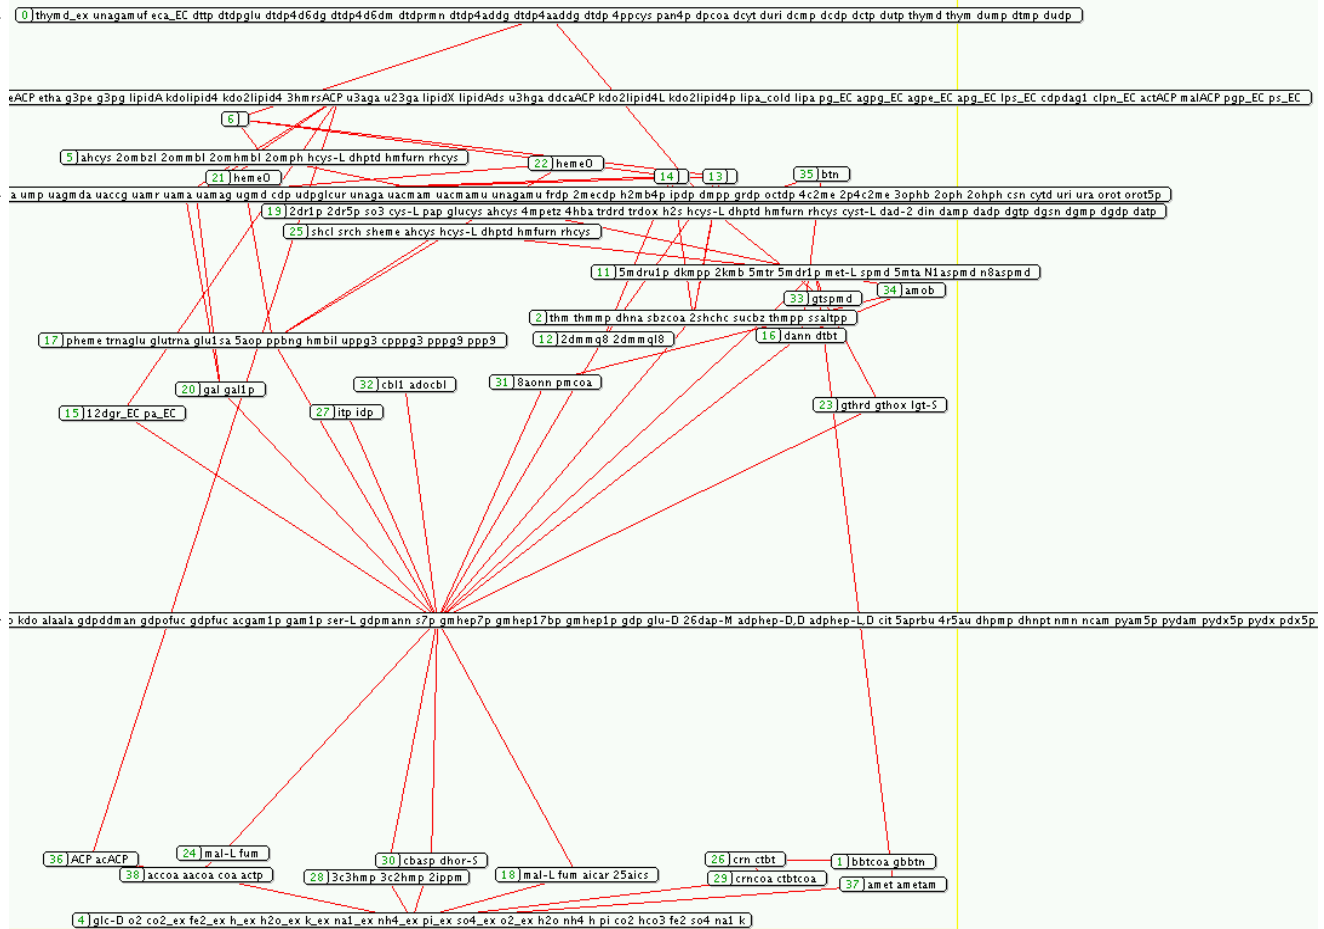 0 thymd_ex unagamuf eca_EC dttp dtdpglu dtdp4d6dg dtdp4d6dm dtdprmn dtdp4addg dtdp4aaddg dtdp 4ppcys pan4p dpcoa dcyt duri dcmp dcdp dctp dutp thymd thym dump dtmp dudp
eACP etha g3pe g3pg lipidA kdolipid4 kdo2lipid4 3hmrsACP u3aga u23ga lipidX lipidAds u3hga ddcaACP kdo2lipid4L kdo2lipid4p lipa_cold lipa pg_EC agpg_EC agpe_EC apg_EC lps_EC cdpdag1 clpn_EC actACP malACP pgp_EC ps_EC
6
5 ahcys 2ombzl 2ommbl 2omhmbl 2omph hcys-L dhptd hmfurn rhcys
22 hemeO
21 hemeO
14
13
35 btn
a ump uagmda uaccg uamr uama uamag ugmd cdp udpglcur unaga uacmam uacmamu unagamu frdp 2mecdp h2mb4p ipdp dmpp grdp octdp 4c2me 2p4c2me 3ophb 2oph 2ohph csn cytd uri ura orot orot5p
19 2dr1p 2dr5p so3 cys-L pap glucys ahcys 4mpetz 4hba trdrd trdox h2s hcys-L dhptd hmfurn rhcys cyst-L dad-2 din damp dadp dgtp dgsn dgmp dgdp datp
25 shcl srch sheme ahcys hcys-L dhptd hmfurn rhcys
11 5mdru1p dkmpp 2kmb 5mtr 5mdr1p met-L spmd 5mta N1aspmd n8aspmd
34 amob
33 gtspmd
2 thm thmmp dhna sbzcoa 2shchc sucbz thmpp ssaltpp
16 dann dtbt
17 pheme trnaglu glutrna glu1sa 5aop ppbng hmbil uppg3 cpppg3 pppg9 ppp9
12 2dmmq8 2dmmql8
20 gal gal1p
32 cbl1 adocbl
31 8aonn pmcoa
15 12dgr_EC pa_EC
27 itp idp
23 gthrd gthox lgt-S
kdo alaala gdpddman gdpofuc gdpfuc acgam1p gam1p ser-L gdpmann s7p gmhep7p gmhep17bp gmhep1p gdp glu-D 26dap-M adphep-D,D adphep-L,D cit 5aprbu 4r5au dhpmp dhnpt nmn ncam pyam5p pydam pydx5p pydx pdx5p
36 ACP acACP
24 mal-L fum
30 cbasp dhor-S
26 crn ctbt
1 bbtcoa gbbtn
38 accoa aacoa coa actp
28 3c3hmp 3c2hmp 2ippm
18 mal-L fum aicar 25aics
29 crncoa ctbtcoa
37 amet ametam
4 glc-D o2 co2_ex fe2_ex h_ex h2o_ex k_ex na1_ex nh4_ex pi_ex so4_ex o2_ex h2o nh4 h pi co2 hco3 fe2 so4 na1 k